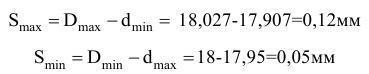 Smax = Dmax − dmin = 18,027-17,907=0,12мм
Smin = Dmin − dmax =18-17,95=0,05мм